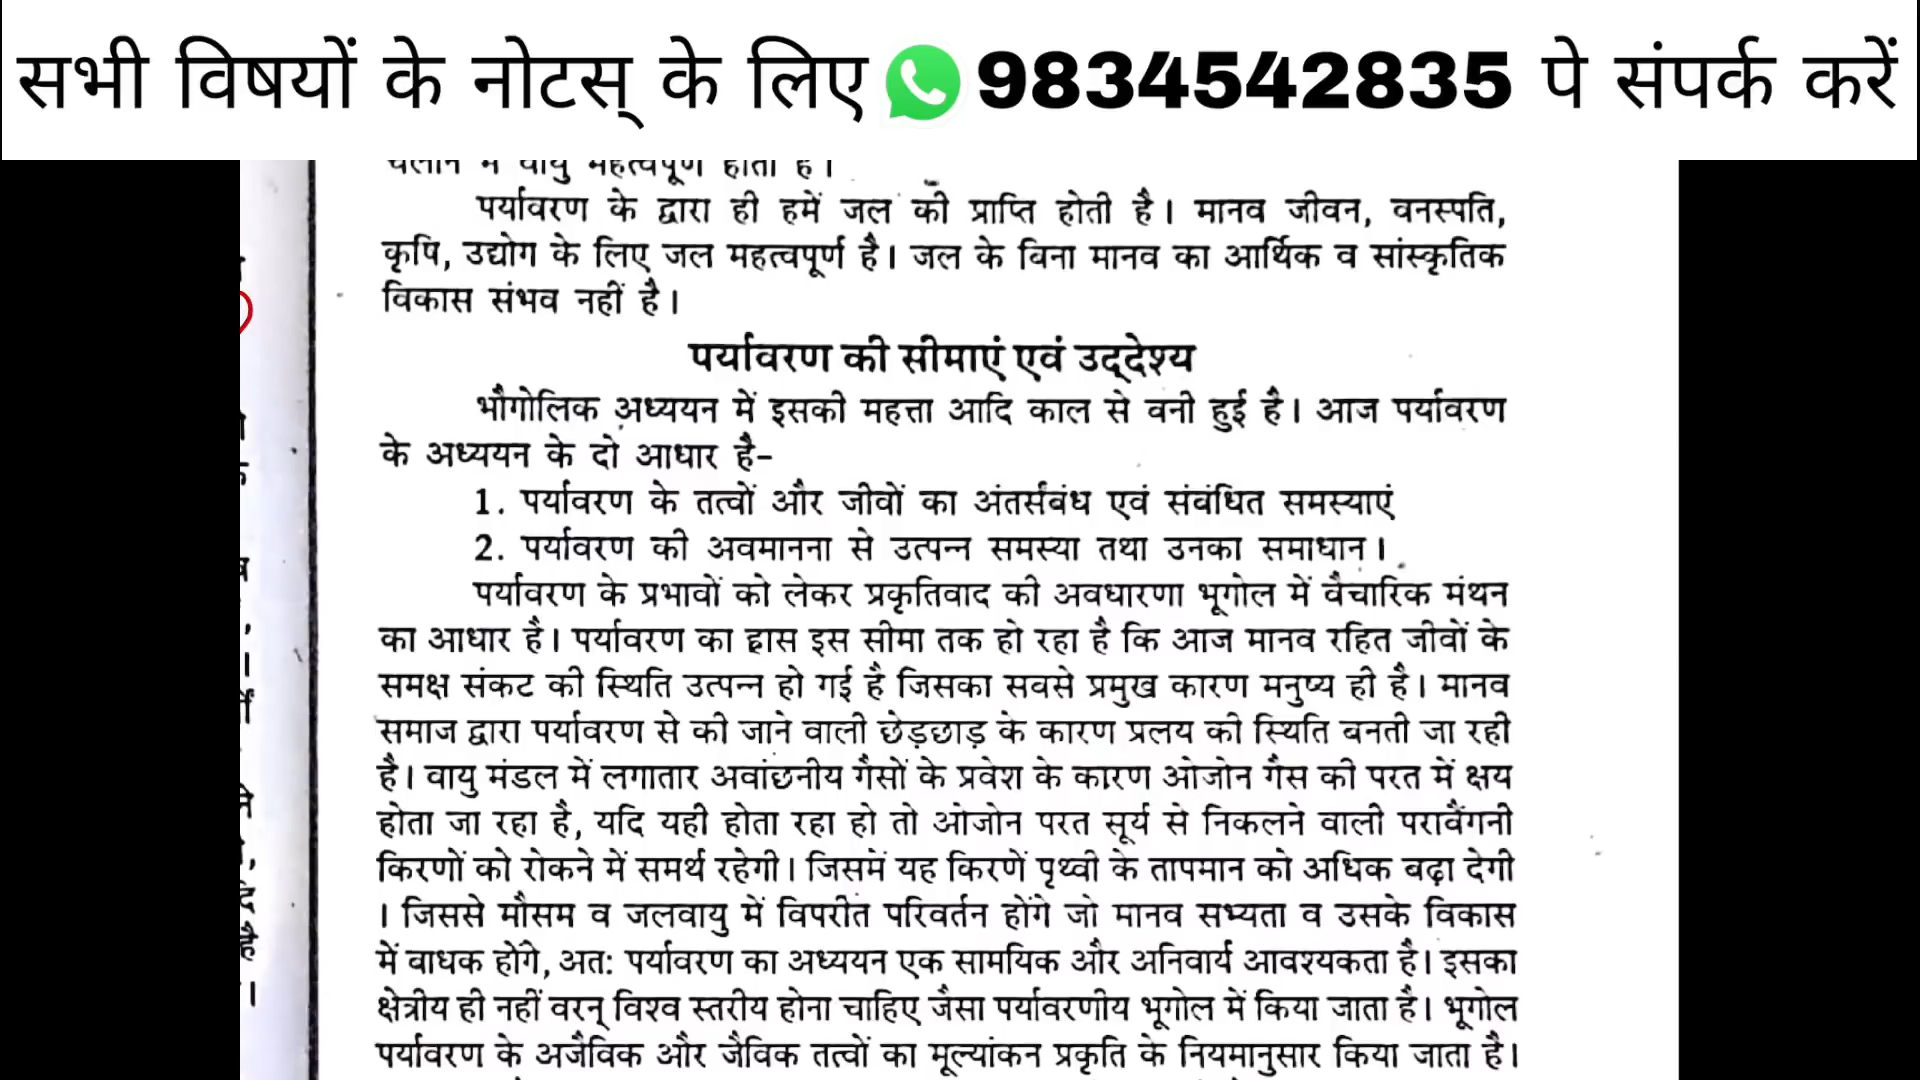 सभी विषयों के नोटस् के लिए 9834542835 पे संपर्क करें
चलाने में वायु महत्वपूर्ण होती है।
पर्यावरण के द्वारा ही हमें जल की प्राप्ति होती है। मानव जीवन, वनस्पति,
कृषि, उद्योग के लिए जल महत्वपूर्ण है। जल के विना मानव का आर्थिक व सांस्कृतिक
विकास संभव नहीं है।
पर्यावरण की सीमाएं एवं उद्देश्य
भौगोलिक अध्ययन में इसकी महत्ता आदि काल से वनी हुई है। आज पर्यावरण
के अध्ययन के दो आधार है-
1. पर्यावरण के तत्वों और जीवों का अंतर्संबंध एवं संबंधित समस्याएं
2. पर्यावरण की अवमानना से उत्पन्न समस्या तथा उनका समाधान।
पर्यावरण के प्रभावों को लेकर प्रकृतिवाद की अवधारणा भूगोल में वैचारिक मंथन
का आधार है। पर्यावरण का ह्रास इस सीमा तक हो रहा है कि आज मानव रहित जीवों के
समक्ष संकट की स्थिति उत्पन्न हो गई है जिसका सवसे प्रमुख कारण मनुष्य ही है। मानव
समाज द्वारा पर्यावरण से की जाने वाली छेड़छाड़ के कारण प्रलय की स्थिति बनती जा रही
है। वायु मंडल में लगातार अवांछनीय गैसों के प्रवेश के कारण ओजोन गैस की परत में क्षय
होता जा रहा है, यदि यही होता रहा हो तो ओजोन परत सूर्य से निकलने वाली परावैंगनी
किरणों को रोकने में समर्थ रहेगी। जिसमें यह किरणें पृथ्वी के तापमान को अधिक बढ़ा देगी
। जिससे मौसम व जलवायु में विपरीत परिवर्तन होंगे जो मानव सभ्यता व उसके विकास
में बाधक होंगे, अत: पर्यावरण का अध्ययन एक सामयिक और अनिवार्य आवश्यकता है। इसका
क्षेत्रीय ही नहीं वरन् विश्व स्तरीय होना चाहिए जैसा पर्यावरणीय भूगोल में किया जाता है। भूगोल
पर्यावरण के अजैविक और जैविक तत्वों का मूल्यांकन प्रकृति के नियमानुसार किया जाता है।